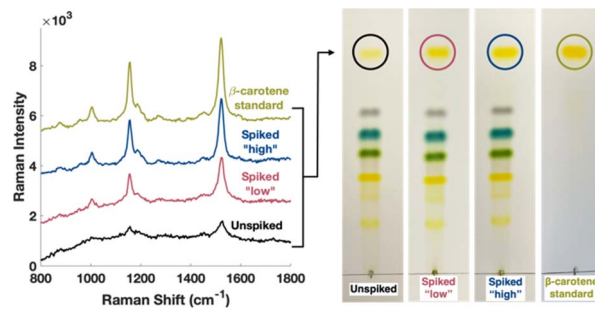 ×10³
8
6
4
2
0
Raman Intensity
β-carotene
standard
Spiked
"high"
Spiked
"low"
Unspiked
800
1000
1200
1400
1600
1800
Raman Shift (cm⁻¹)
Unspiked
Spiked
"low"
Spiked
"high"
β-carotene
standard